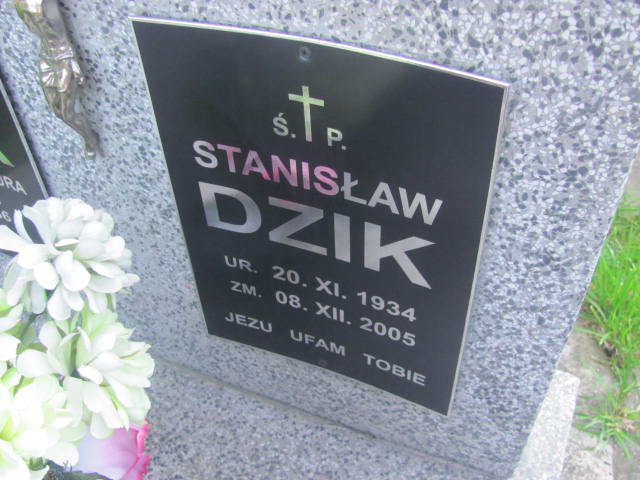 Ś. P.
STANISŁAW
DZIK
UR. 20. XI. 1934
ZM. 08. XII. 2005
JEZU UFAM TOBIE